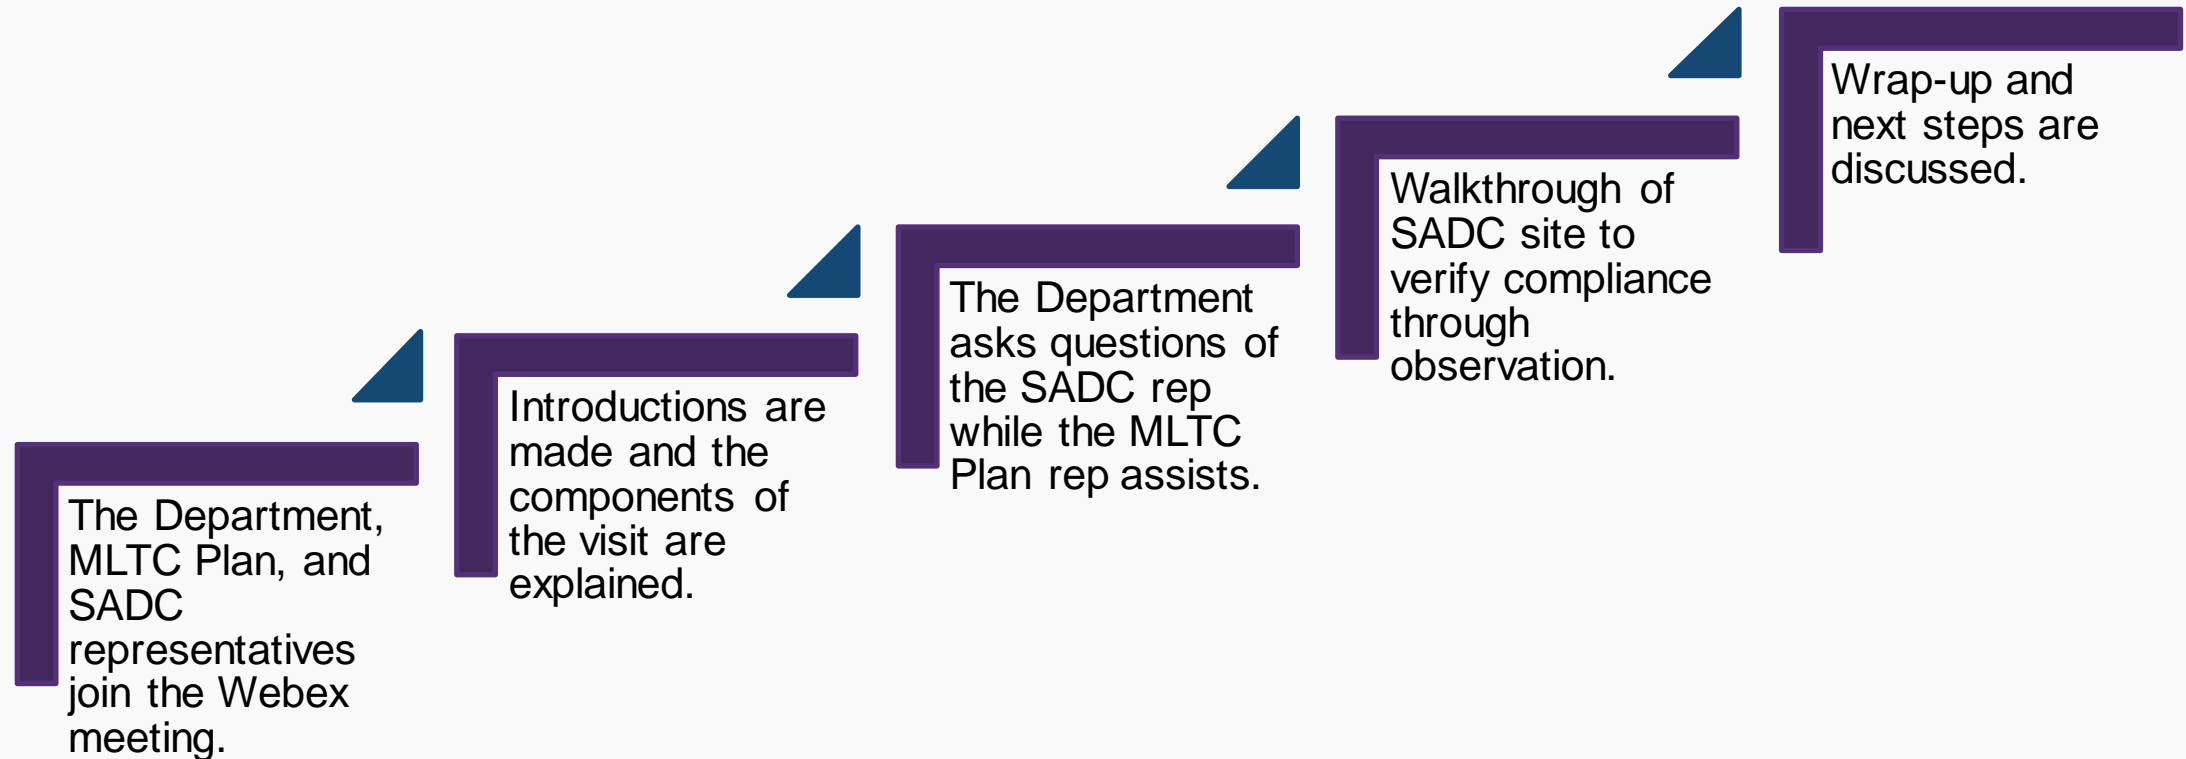 The Department,
MLTC Plan, and
SADC
representatives
join the Webex
meeting.
Introductions are
made and the
components of
the visit are
explained.
The Department
asks questions of
the SADC rep
while the MLTC
Plan rep assists.
Walkthrough of
SADC site to
verify compliance
through
observation.
Wrap-up and
next steps are
discussed.